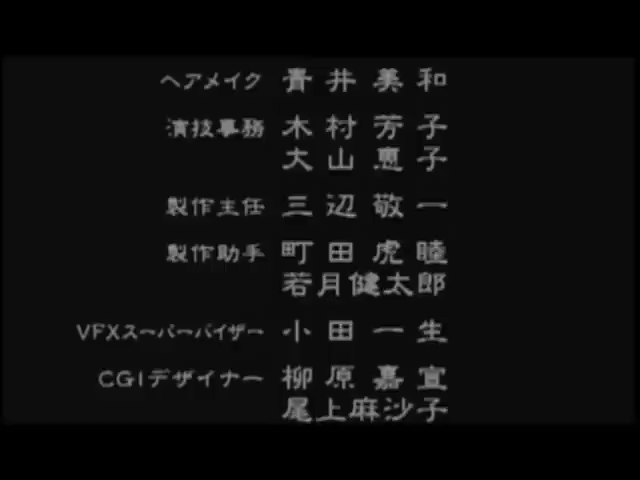 ヘアメイク 青井美和
演技事務 木村芳子
大山恵子
製作主任 三辺敬一
製作助手 町田虎睦
若月健太郎
VFXスーパーバイザー 小田一生
CGIデザイナー 柳原嘉宣
尾上麻沙子